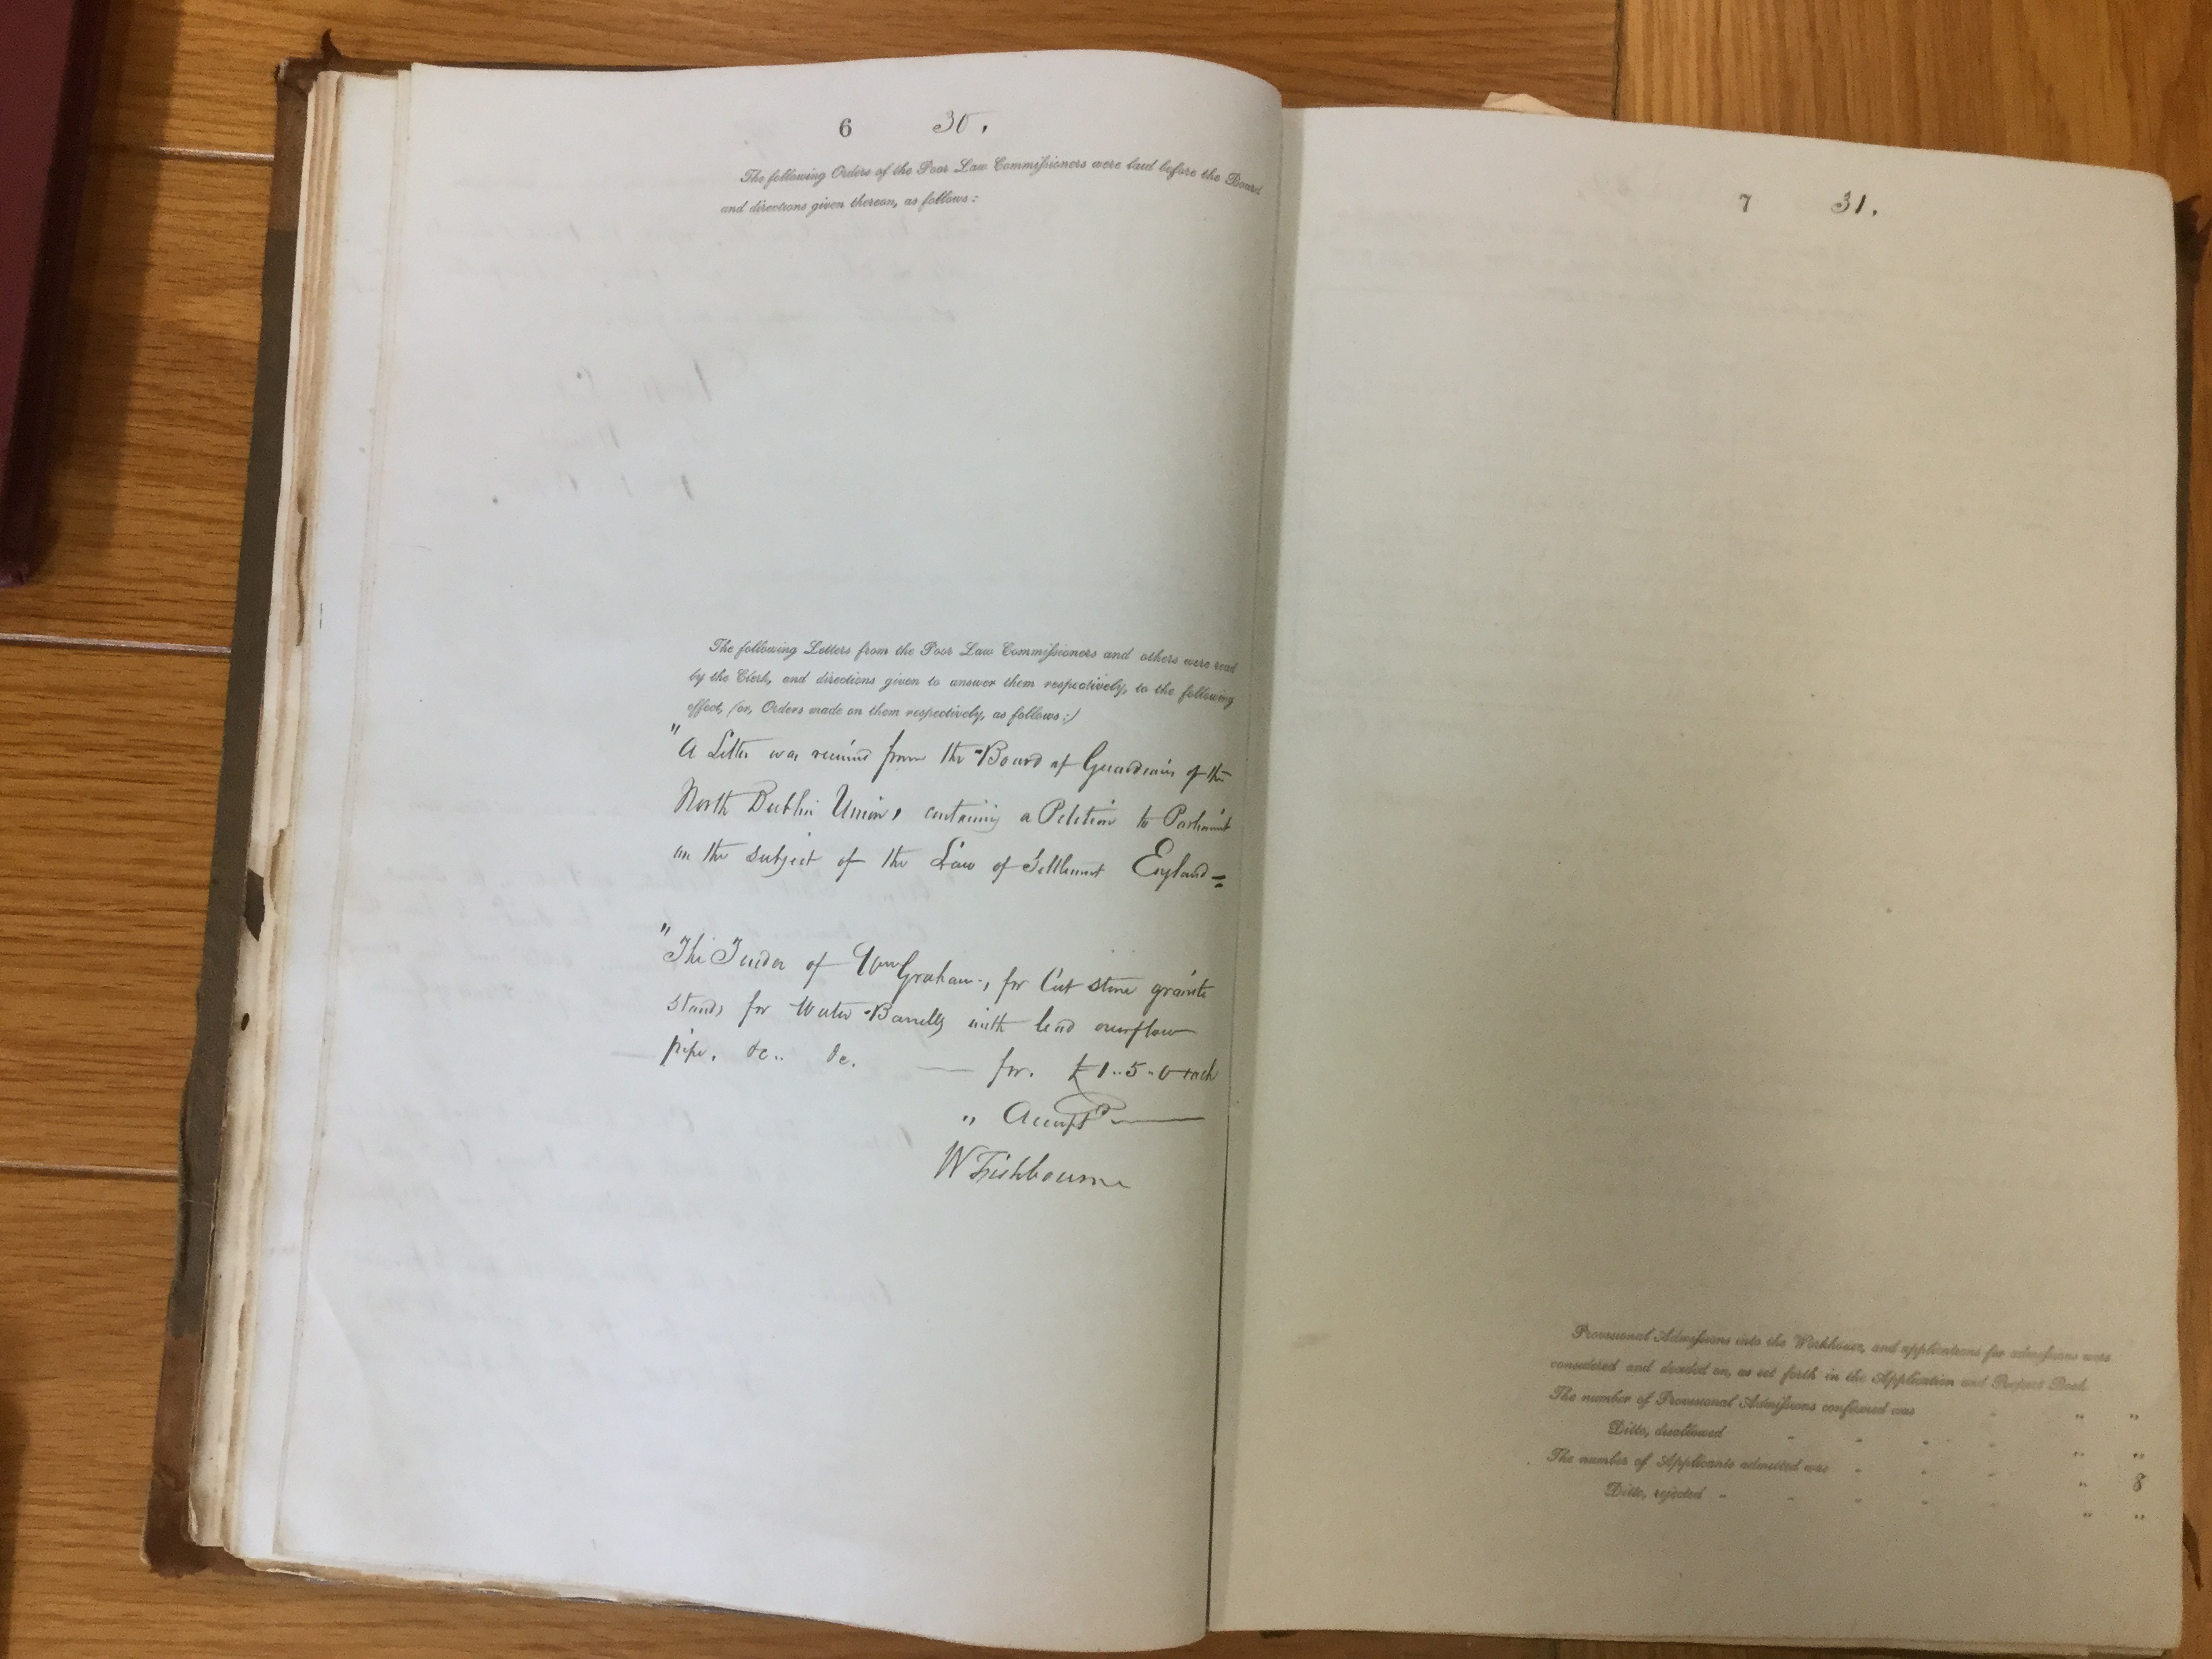 6 30.
The following Orders of the Poor Law Commissioners were laid before the Board
and directions given thereon, as follows:
The following Letters from the Poor Law Commissioners and others were read
by the Clerk, and directions given to answer them respectively, to the following
effect, (or, Orders made on them respectively, as follows:)
"A Letter was received from the Board of Guardians of the
North Dublin Union, containing a Petition to Parliament
on the subject of the Law of Settlement England=
"The Tender of Wm Graham, for Cut stone granite
stands for Water Barrells with lead overflow
pipe, &c.. &c. — for. £1..5..0 each
" Accepted
W Fishbourne
7 31.
Provisional Admissions into the Workhouse, and applications for admissions were
considered and decided on, as set forth in the Application and Report Book
The number of Provisional Admissions confirmed was - " "
Ditto, disallowed - - - - " "
The number of Applicants admitted was - - - - " 8
Ditto, rejected - - - - - " "